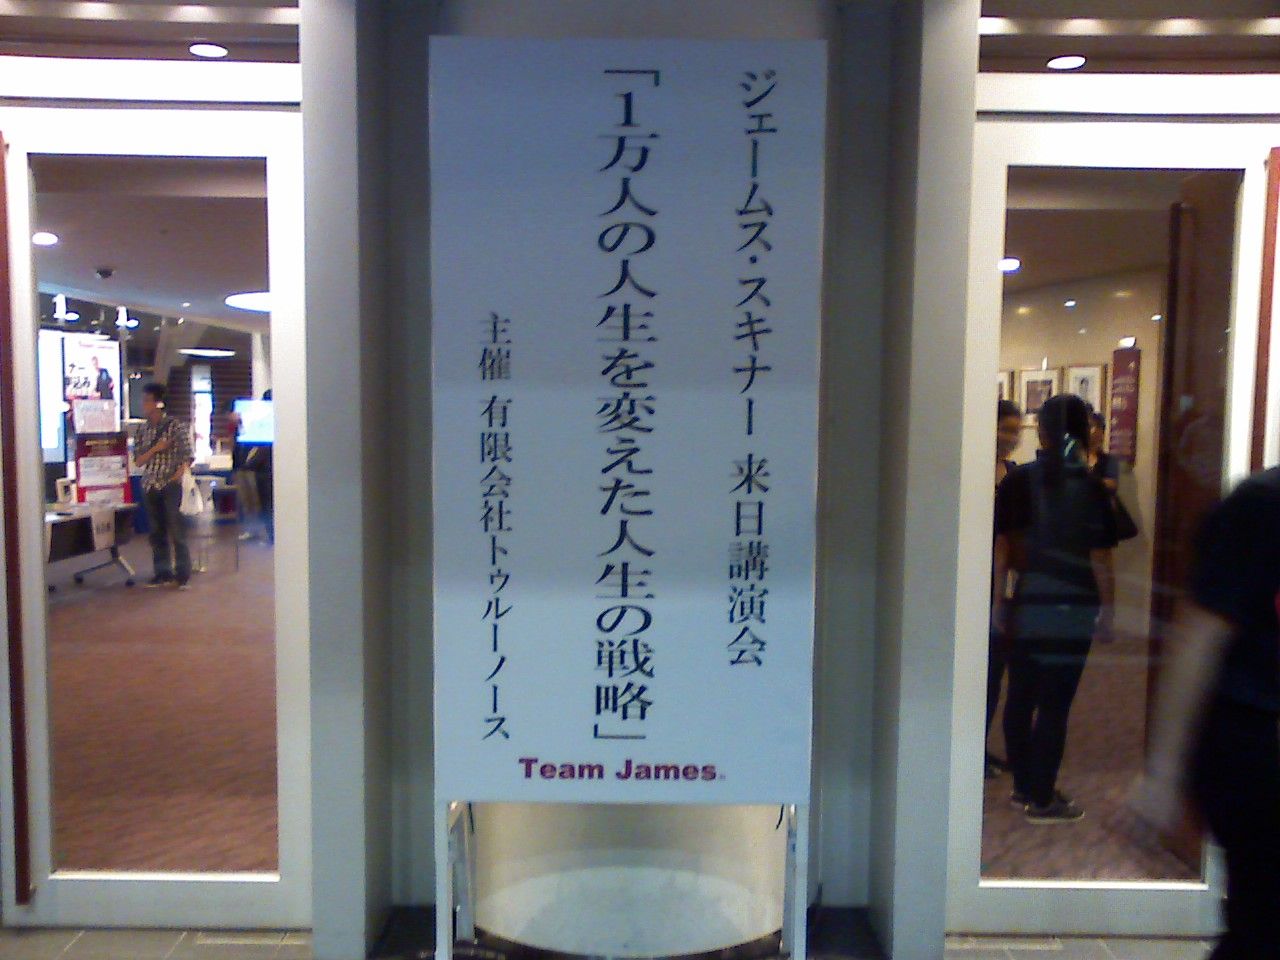 ジェームス・スキナー 来日講演会
「1万人の人生を変えた人生の戦略」
主催 有限会社トゥルーノース
Team James